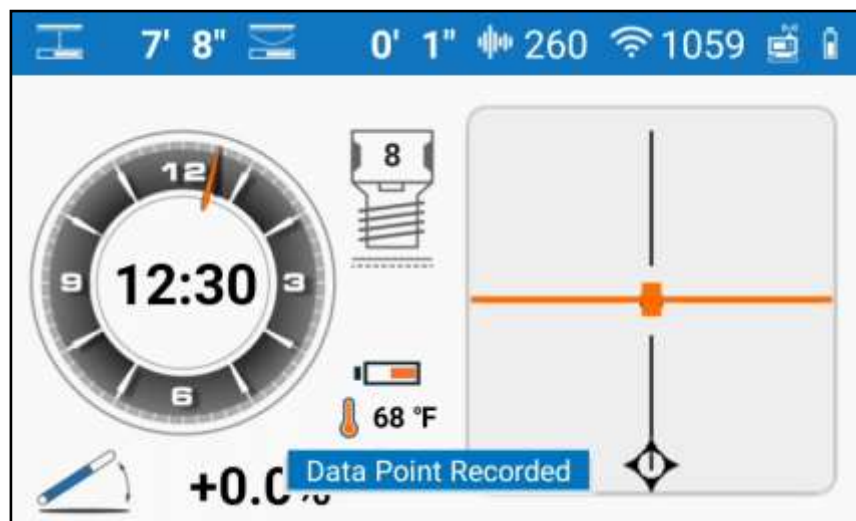 7' 8" 0' 1" 260 1059
12
8
9 12:30 3
6
68 °F
+0.0%
Data Point Recorded